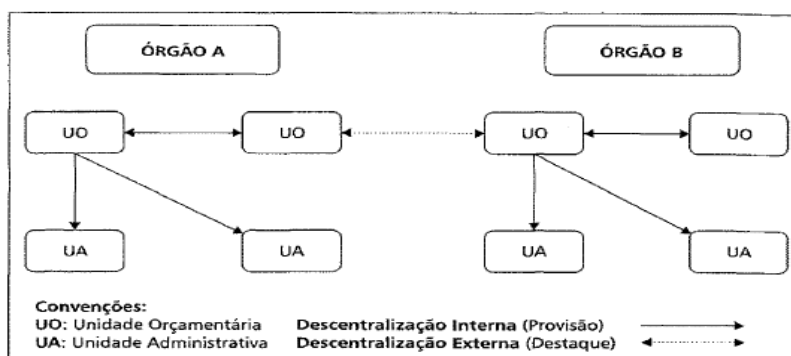 ÓRGÃO A
ÓRGÃO B
UO
UO
UO
UO
UA
UA
UA
UA
Convenções:
UO: Unidade Orçamentária Descentralização Interna (Provisão)
UA: Unidade Administrativa Descentralização Externa (Destaque)